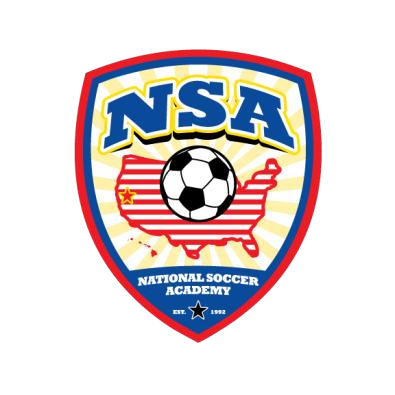 NSA
NATIONAL SOCCER
ACADEMY
EST. 1992